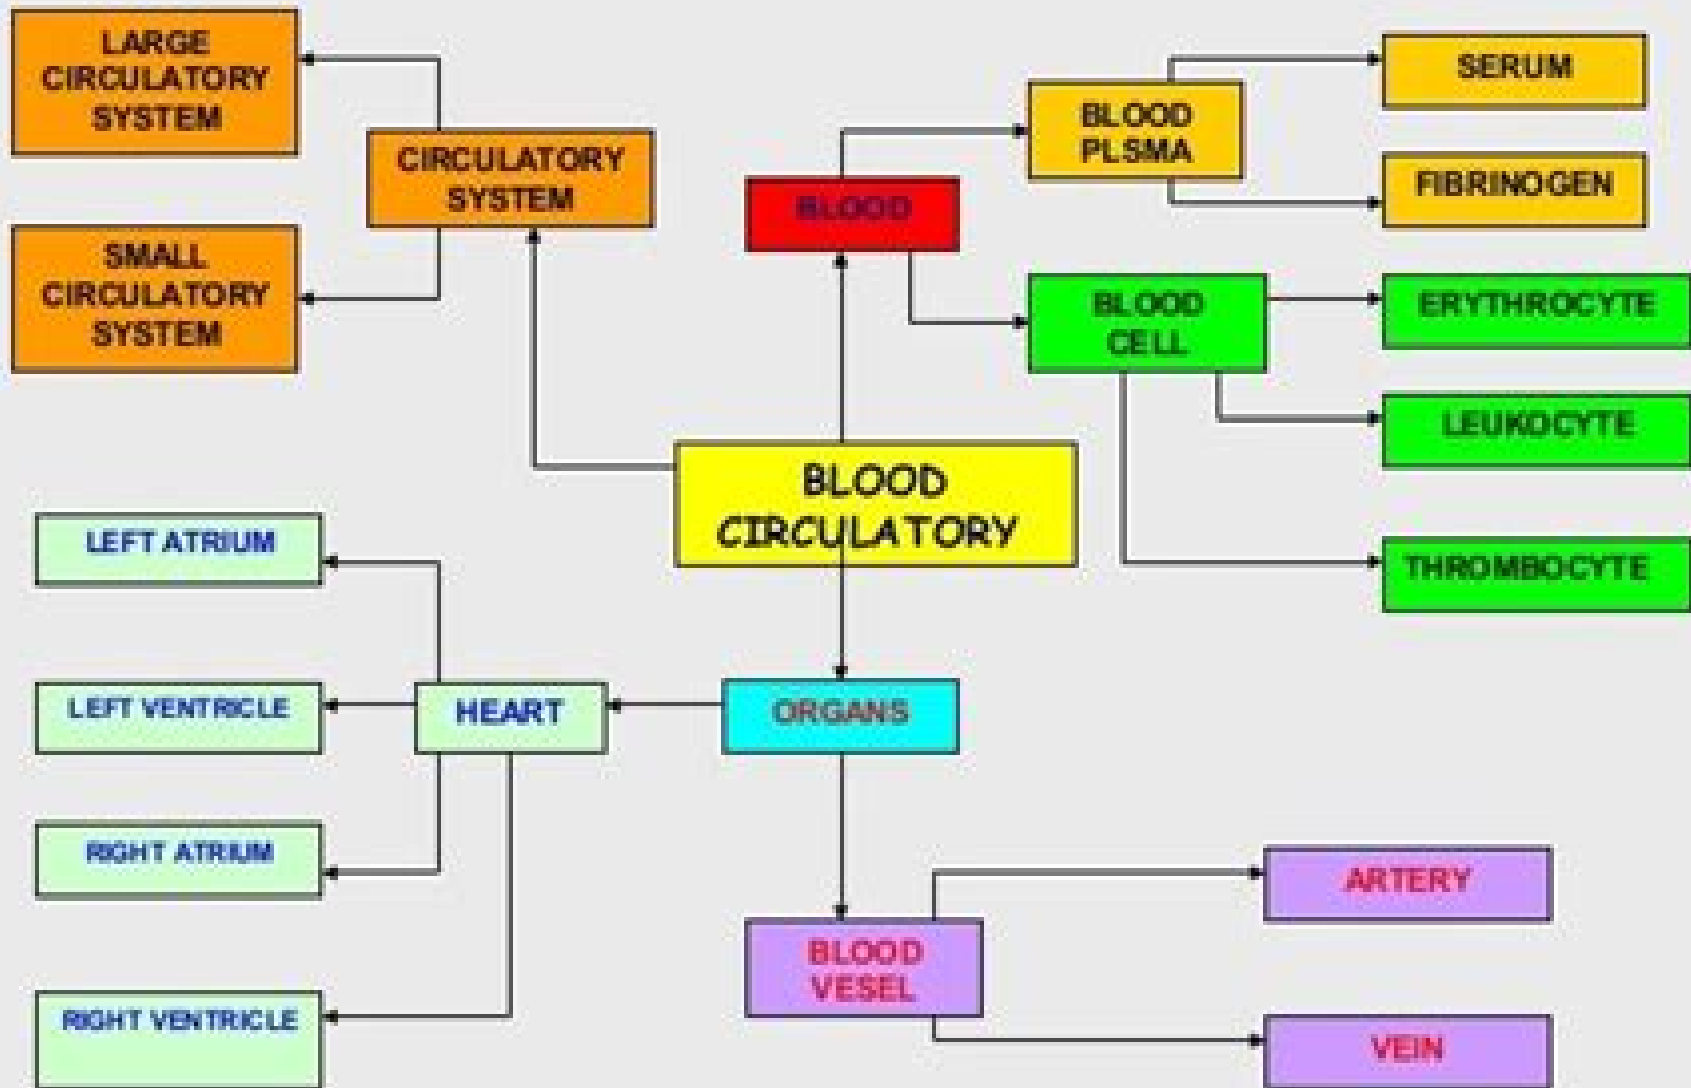 LARGE
CIRCULATORY
SYSTEM
CIRCULATORY
SYSTEM
SMALL
CIRCULATORY
SYSTEM
BLOOD
BLOOD
PLSMA
SERUM
FIBRINOGEN
BLOOD
CELL
ERYTHROCYTE
LEUKOCYTE
THROMBOCYTE
BLOOD
CIRCULATORY
LEFT ATRIUM
LEFT VENTRICLE
HEART
ORGANS
RIGHT ATRIUM
RIGHT VENTRICLE
BLOOD
VESEL
ARTERY
VEIN